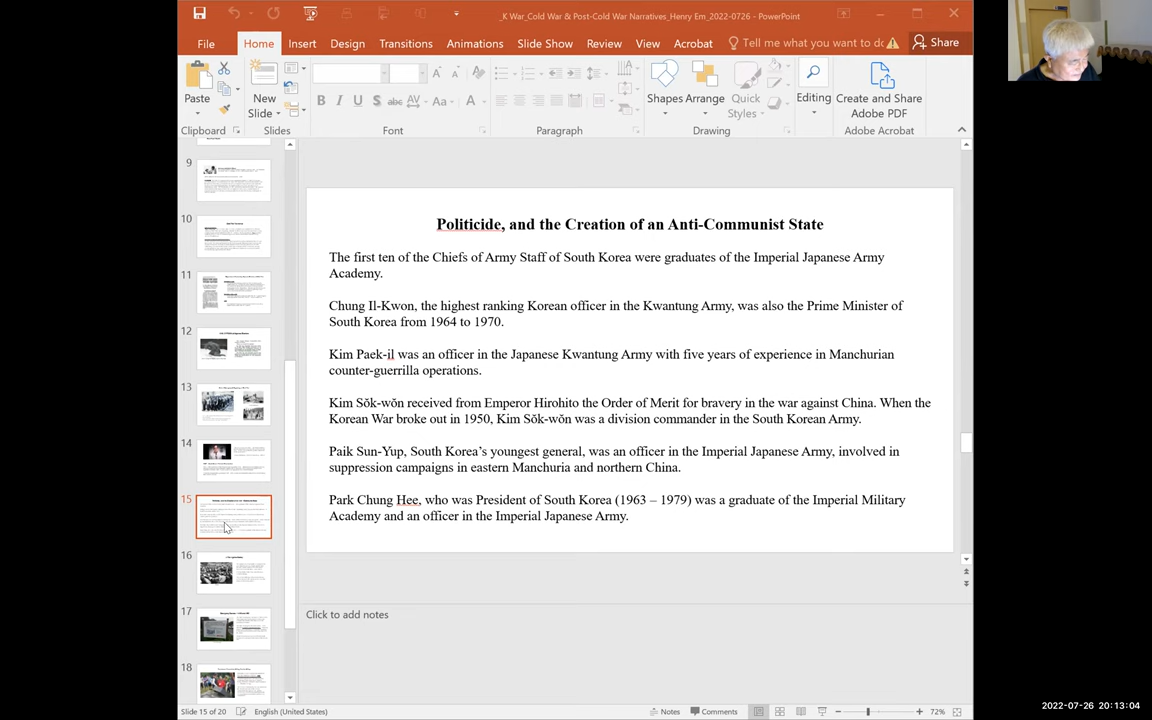 _K War_Cold War & Post-Cold War Narratives_Henry Em_2022-0726 - PowerPoint
File Home Insert Design Transitions Animations Slide Show Review View Acrobat Tell me what you want to dc Share
Paste
New
Slide
B I U S abc AV Aa A
Shapes Arrange Quick
Styles
Editing
Create and Share
Adobe PDF
Clipboard Slides Font Paragraph Drawing Adobe Acrobat
9
10
11
12
13
14
15
16
17
18
Politicide, and the Creation of an Anti-Communist State
The first ten of the Chiefs of Army Staff of South Korea were graduates of the Imperial Japanese Army
Academy.
Chung Il-Kwon, the highest ranking Korean officer in the Kwantung Army, was also the Prime Minister of
South Korea from 1964 to 1970.
Kim Paek-il was an officer in the Japanese Kwantung Army with five years of experience in Manchurian
counter-guerrilla operations.
Kim Sŏk-wŏn received from Emperor Hirohito the Order of Merit for bravery in the war against China. When the
Korean War broke out in 1950, Kim Sŏk-wŏn was a division commander in the South Korean Army.
Paik Sun-Yup, South Korea's youngest general, was an officer in the Imperial Japanese Army, involved in
suppression campaigns in eastern Manchuria and northern China.
Park Chung Hee, who was President of South Korea (1963 – 1979) was a graduate of the Imperial Military
Academy and an officer in the Imperial Japanese Army.
Click to add notes
Slide 15 of 20 English (United States) Notes Comments 72%
2022-07-26 20:13:04